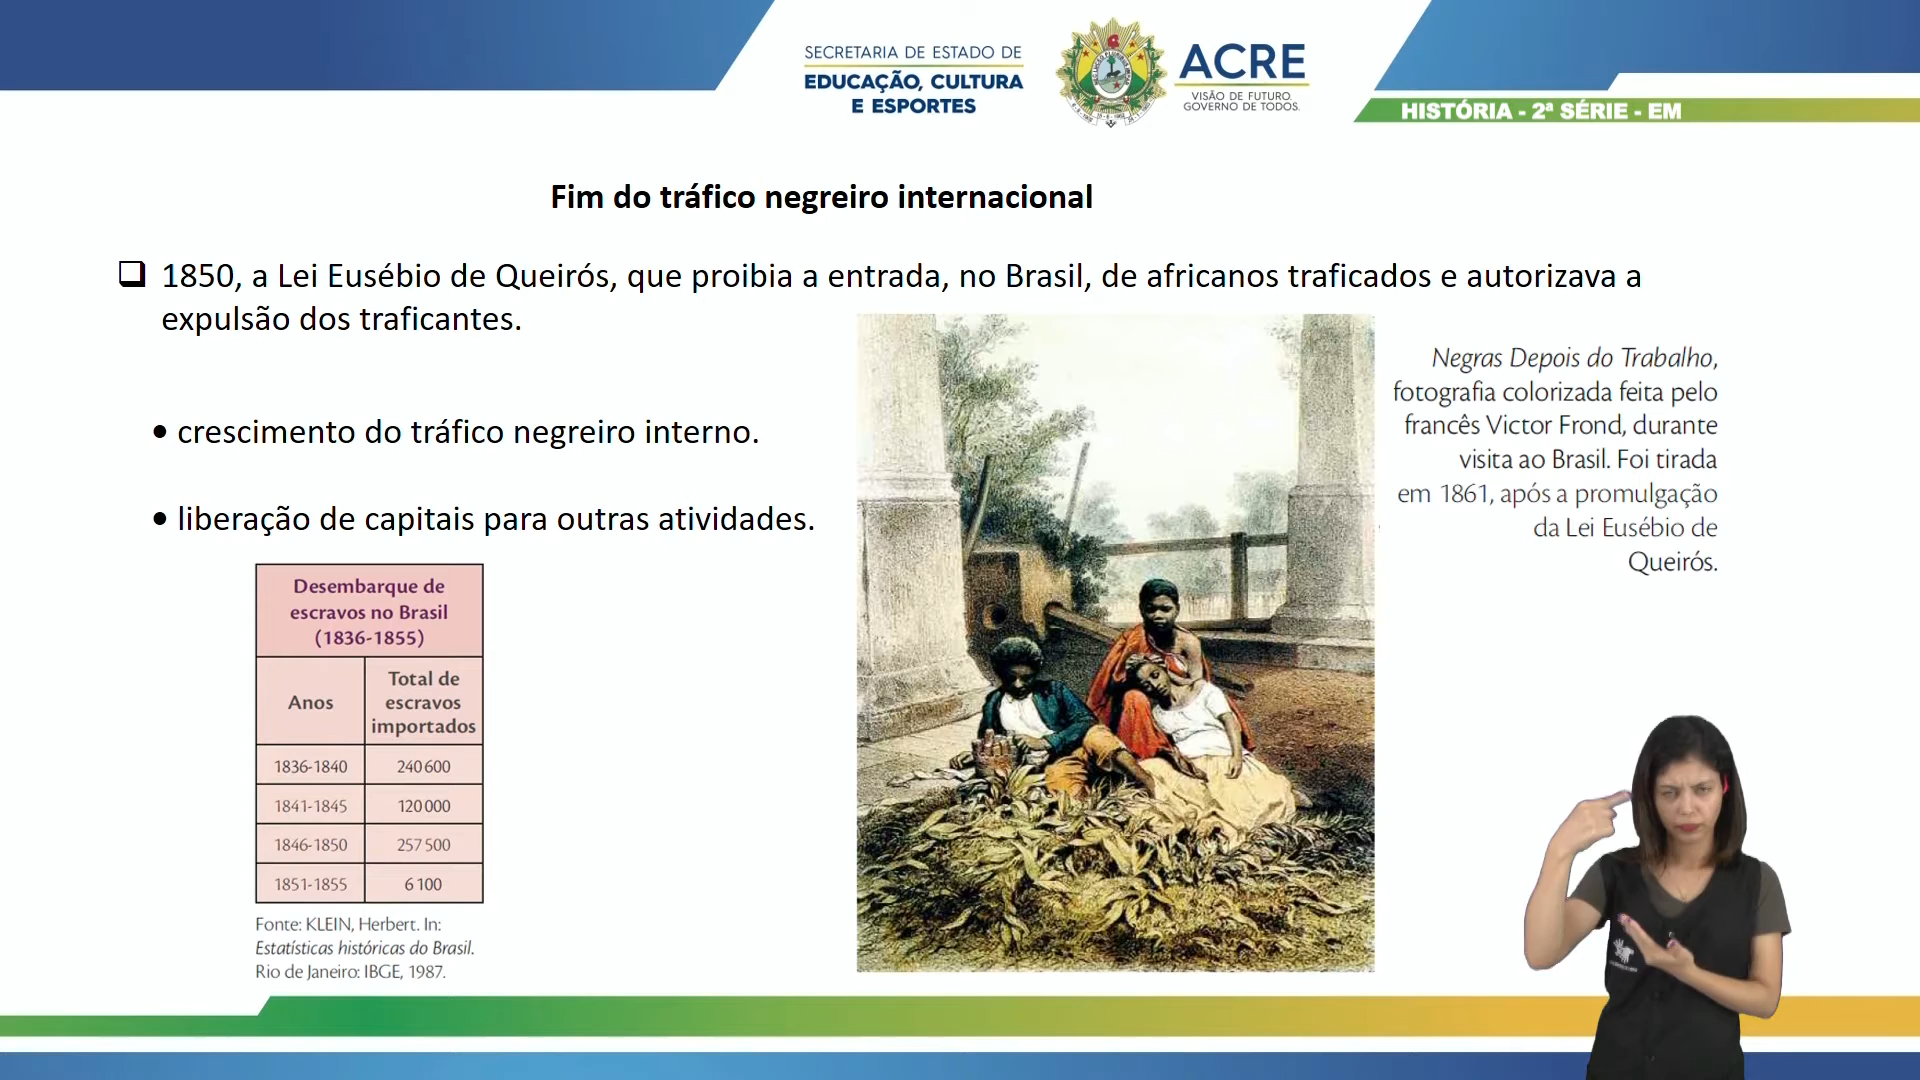 SECRETARIA DE ESTADO DE
EDUCAÇÃO, CULTURA
E ESPORTES
ACRE
VISÃO DE FUTURO.
GOVERNO DE TODOS.
HISTÓRIA - 2ª SÉRIE - EM
Fim do tráfico negreiro internacional
1850, a Lei Eusébio de Queirós, que proibia a entrada, no Brasil, de africanos traficados e autorizava a
expulsão dos traficantes.
• crescimento do tráfico negreiro interno.
• liberação de capitais para outras atividades.
Negras Depois do Trabalho,
fotografia colorizada feita pelo
francês Victor Frond, durante
visita ao Brasil. Foi tirada
em 1861, após a promulgação
da Lei Eusébio de
Queirós.
Desembarque de
escravos no Brasil
(1836-1855)
Anos
Total de
escravos
importados
1836-1840 240 600
1841-1845 120 000
1846-1850 257 500
1851-1855 6 100
Fonte: KLEIN, Herbert. In:
Estatísticas históricas do Brasil.
Rio de Janeiro: IBGE, 1987.